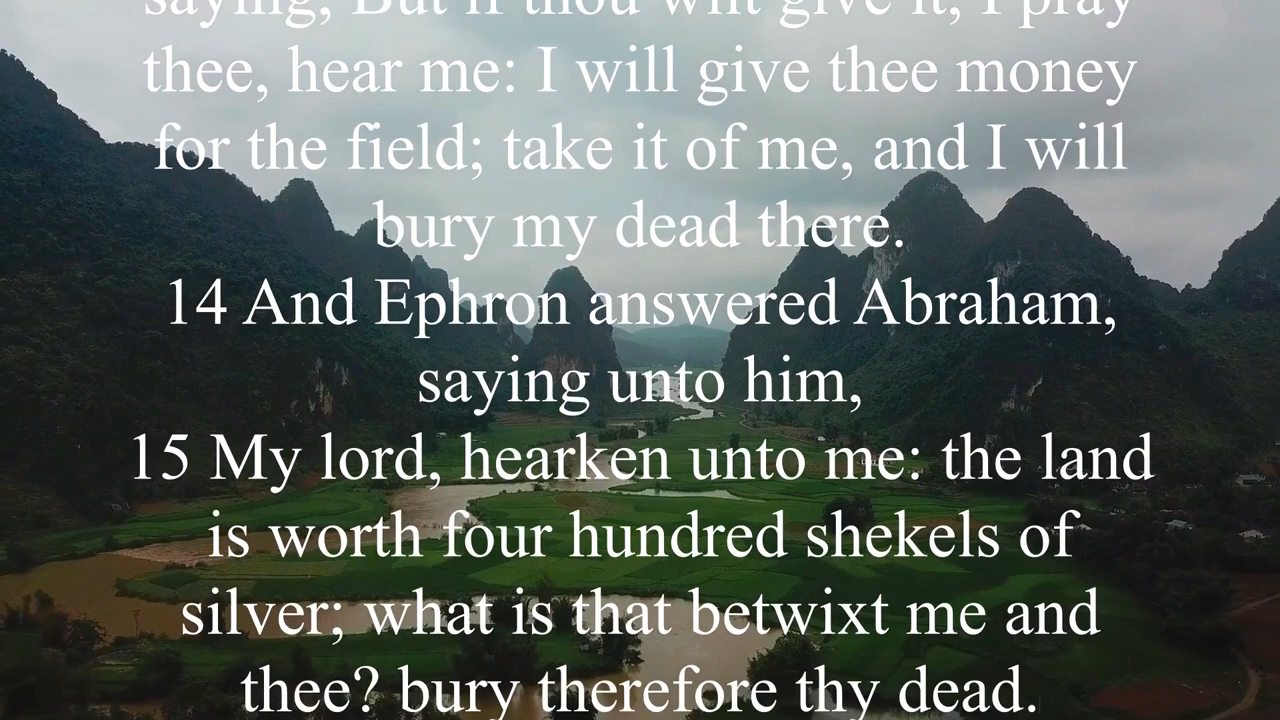 saying, But if thou wilt give it, I pray
thee, hear me: I will give thee money
for the field; take it of me, and I will
bury my dead there.
14 And Ephron answered Abraham,
saying unto him,
15 My lord, hearken unto me: the land
is worth four hundred shekels of
silver; what is that betwixt me and
thee? bury therefore thy dead.